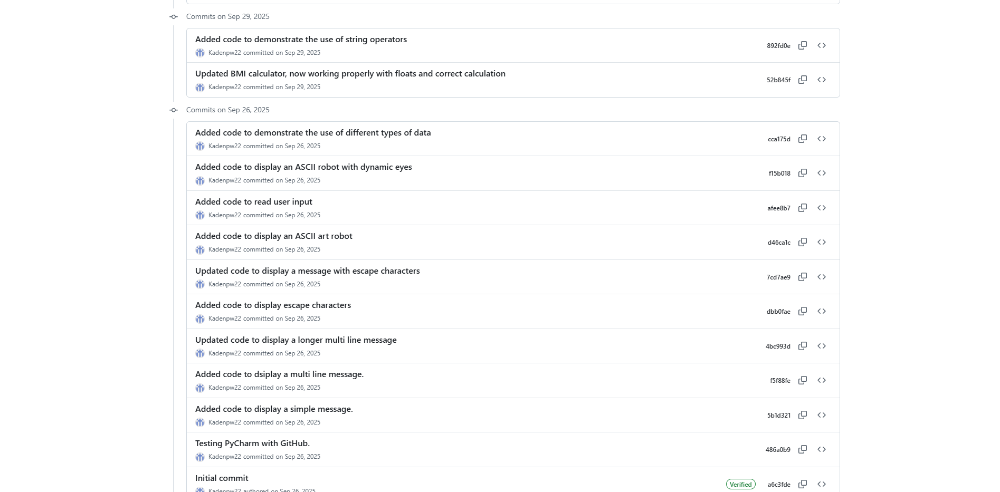 Commits on Sep 29, 2025
Added code to demonstrate the use of string operators
Kadenpw22 committed on Sep 29, 2025
892fd0e
Updated BMI calculator, now working properly with floats and correct calculation
Kadenpw22 committed on Sep 29, 2025
52b845f
Commits on Sep 26, 2025
Added code to demonstrate the use of different types of data
Kadenpw22 committed on Sep 26, 2025
cca175d
Added code to display an ASCII robot with dynamic eyes
Kadenpw22 committed on Sep 26, 2025
f15b018
Added code to read user input
Kadenpw22 committed on Sep 26, 2025
afee8b7
Added code to display an ASCII art robot
Kadenpw22 committed on Sep 26, 2025
d46ca1c
Updated code to display a message with escape characters
Kadenpw22 committed on Sep 26, 2025
7cd7ae9
Added code to display escape characters
Kadenpw22 committed on Sep 26, 2025
dbb0fae
Updated code to display a longer multi line message
Kadenpw22 committed on Sep 26, 2025
4bc993d
Added code to dsiplay a multi line message.
Kadenpw22 committed on Sep 26, 2025
f5f88fe
Added code to display a simple message.
Kadenpw22 committed on Sep 26, 2025
5b1d321
Testing PyCharm with GitHub.
Kadenpw22 committed on Sep 26, 2025
486a0b9
Initial commit
Kadenpw22 authored on Sep 26, 2025
Verified
a6c3fde